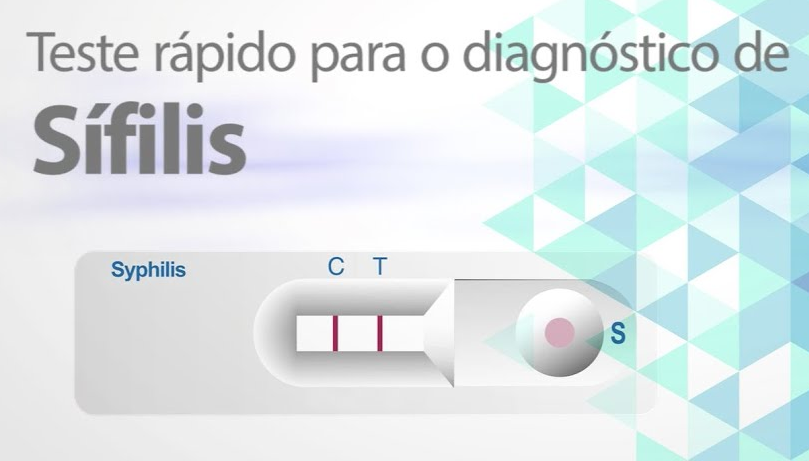 Teste rápido para o diagnóstico de
Sífilis
Syphilis
C T
S